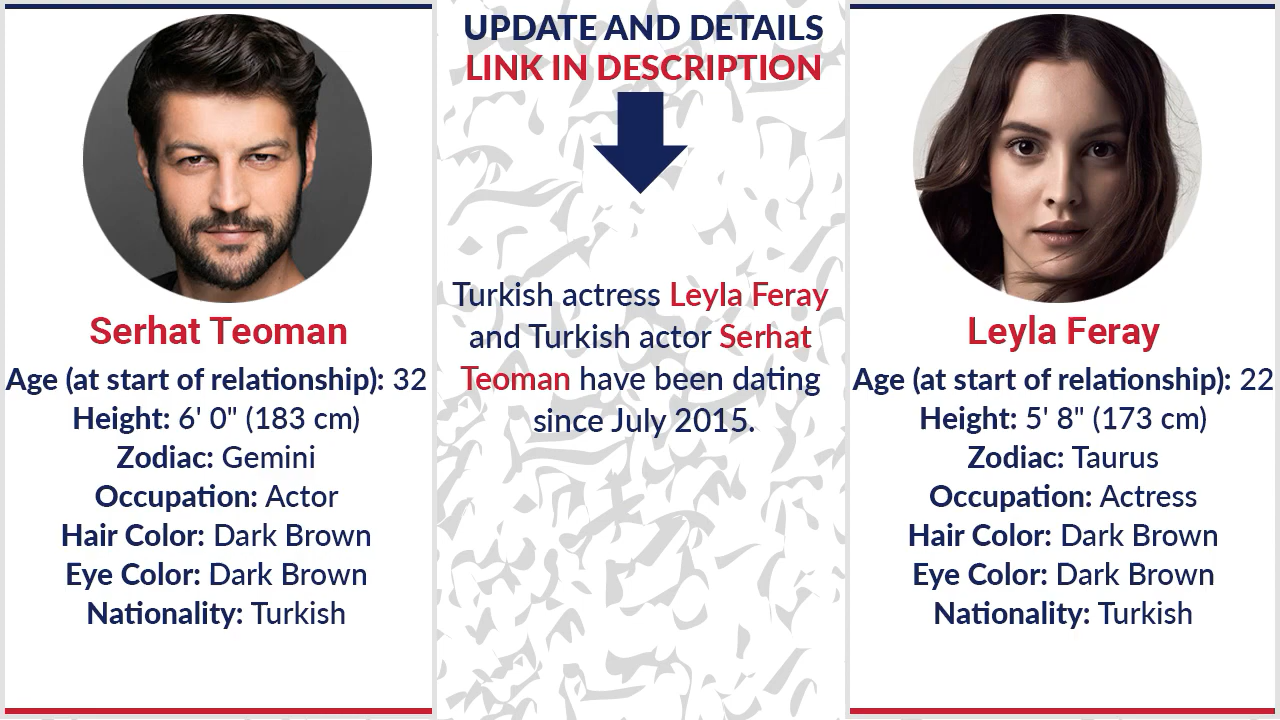 Serhat Teoman
Age (at start of relationship): 32
Height: 6' 0" (183 cm)
Zodiac: Gemini
Occupation: Actor
Hair Color: Dark Brown
Eye Color: Dark Brown
Nationality: Turkish
UPDATE AND DETAILS
LINK IN DESCRIPTION
Turkish actress Leyla Feray
and Turkish actor Serhat
Teoman have been dating
since July 2015.
Leyla Feray
Age (at start of relationship): 22
Height: 5' 8" (173 cm)
Zodiac: Taurus
Occupation: Actress
Hair Color: Dark Brown
Eye Color: Dark Brown
Nationality: Turkish